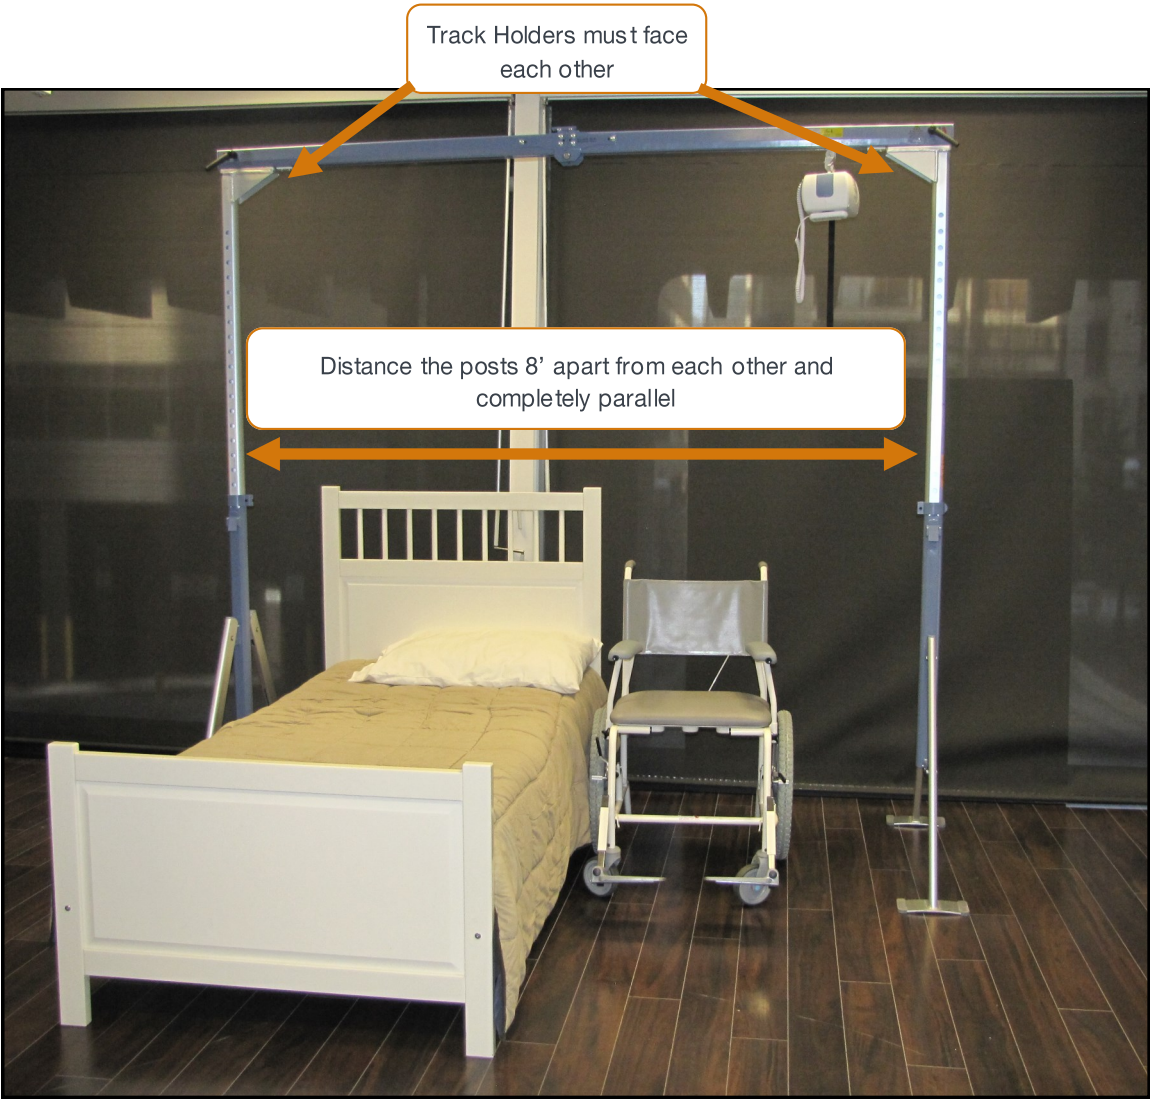 Track Holders must face
each other
Distance the posts 8’ apart from each other and
completely parallel